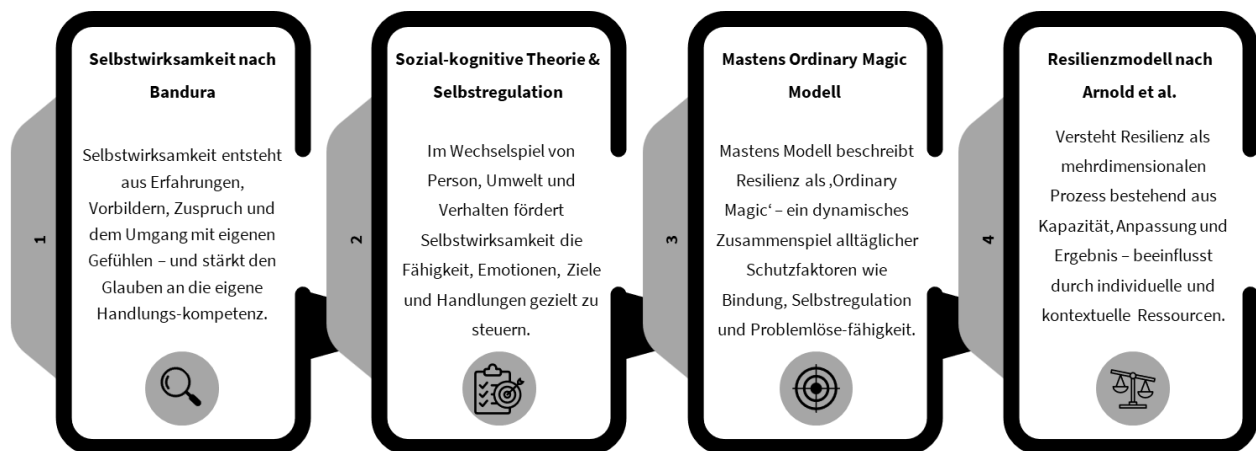 1
Selbstwirksamkeit nach
Bandura
Selbstwirksamkeit entsteht
aus Erfahrungen,
Vorbildern, Zuspruch und
dem Umgang mit eigenen
Gefühlen – und stärkt den
Glauben an die eigene
Handlungs-kompetenz.
2
Sozial-kognitive Theorie &
Selbstregulation
Im Wechselspiel von
Person, Umwelt und
Verhalten fördert
Selbstwirksamkeit die
Fähigkeit, Emotionen, Ziele
und Handlungen gezielt zu
steuern.
3
Mastens Ordinary Magic
Modell
Mastens Modell beschreibt
Resilienz als ‚Ordinary
Magic‘ – ein dynamisches
Zusammenspiel alltäglicher
Schutzfaktoren wie
Bindung, Selbstregulation
und Problemlöse-fähigkeit.
4
Resilienzmodell nach
Arnold et al.
Versteht Resilienz als
mehrdimensionalen
Prozess bestehend aus
Kapazität, Anpassung und
Ergebnis – beeinflusst
durch individuelle und
kontextuelle Ressourcen.